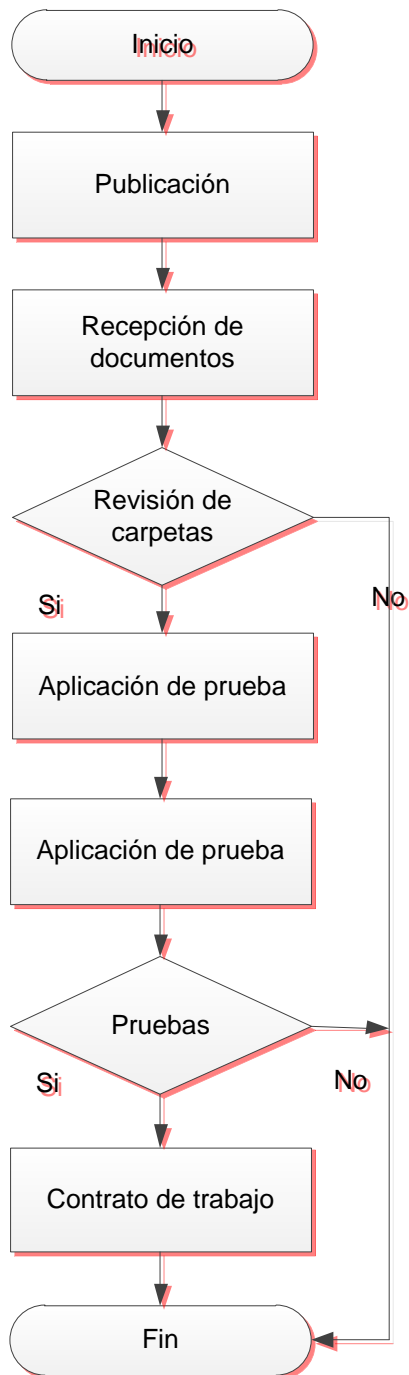 Inicio
Publicación
Recepción de
documentos
Revisión de
carpetas
Si
No
Aplicación de prueba
Aplicación de prueba
Pruebas
Si
No
Contrato de trabajo
Fin